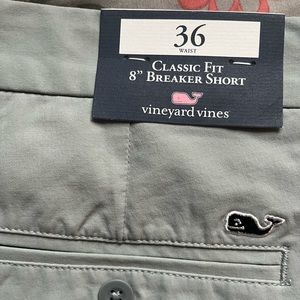 36
WAIST
CLASSIC FIT
8” BREAKER SHORT
vineyard vines